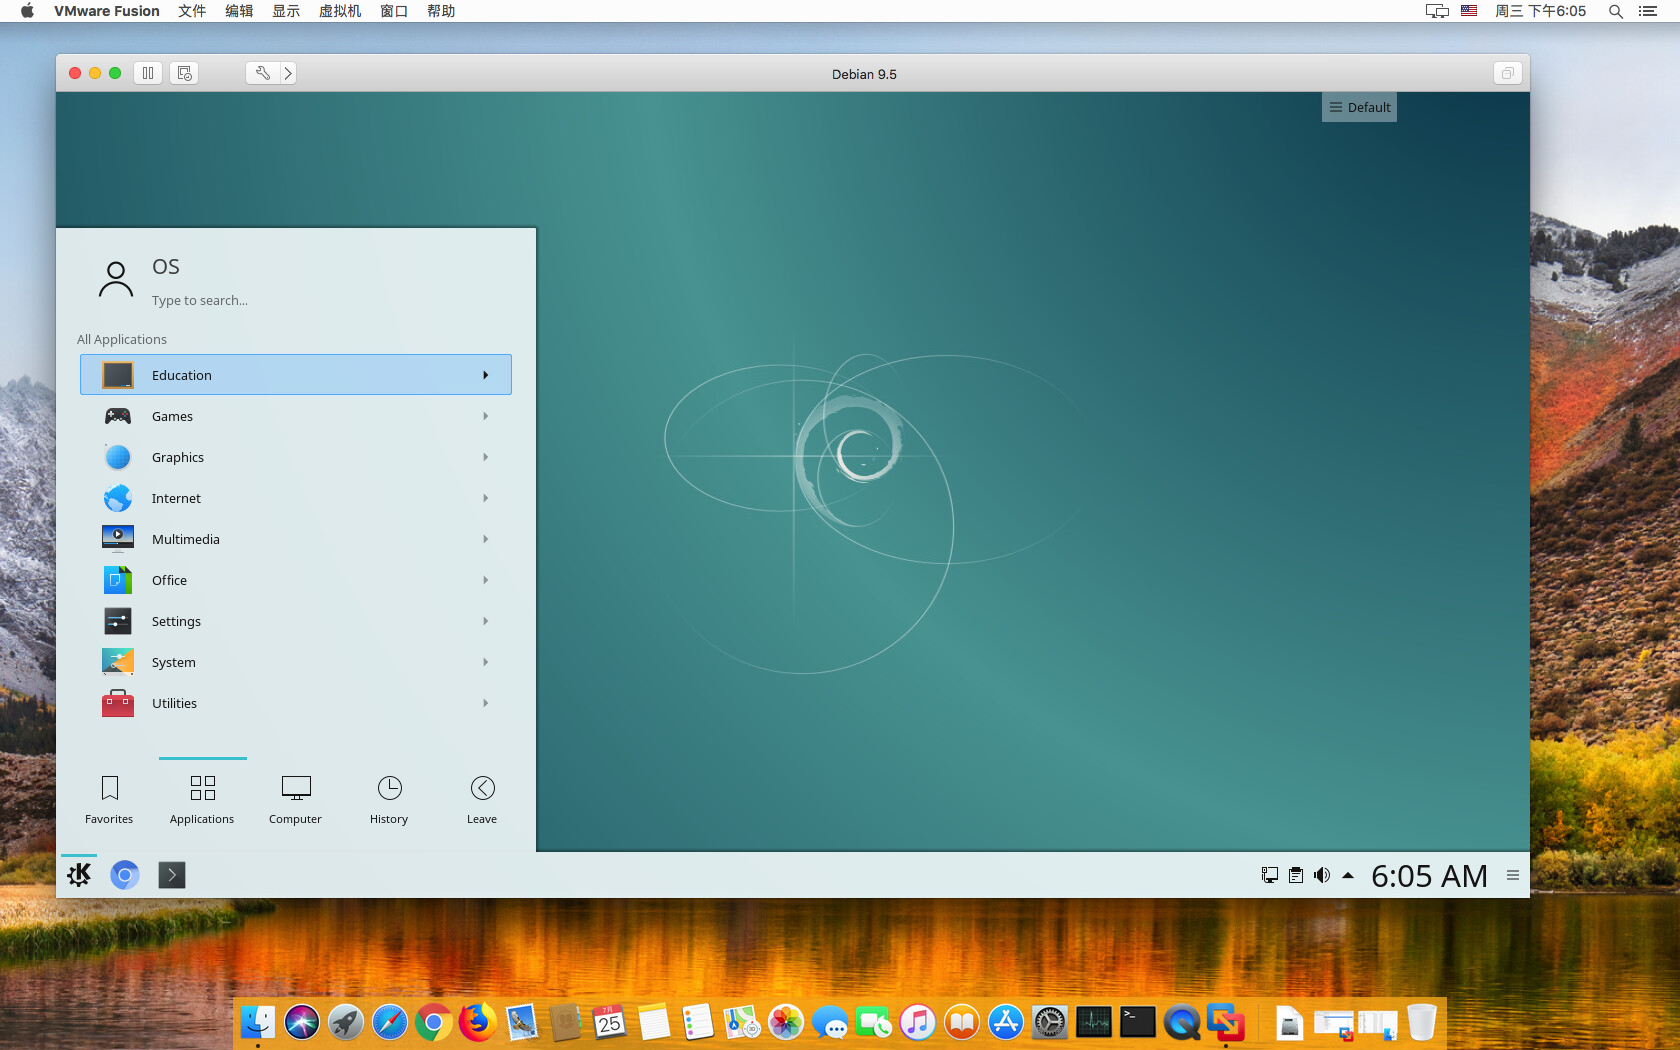 VMware Fusion 文件 编辑 显示 虚拟机 窗口 帮助 周三 下午6:05
Debian 9.5
Default
OS
Type to search...
All Applications
Education
Games
Graphics
Internet
Multimedia
Office
Settings
System
Utilities
Favorites Applications Computer History Leave
6:05 AM
7月
25